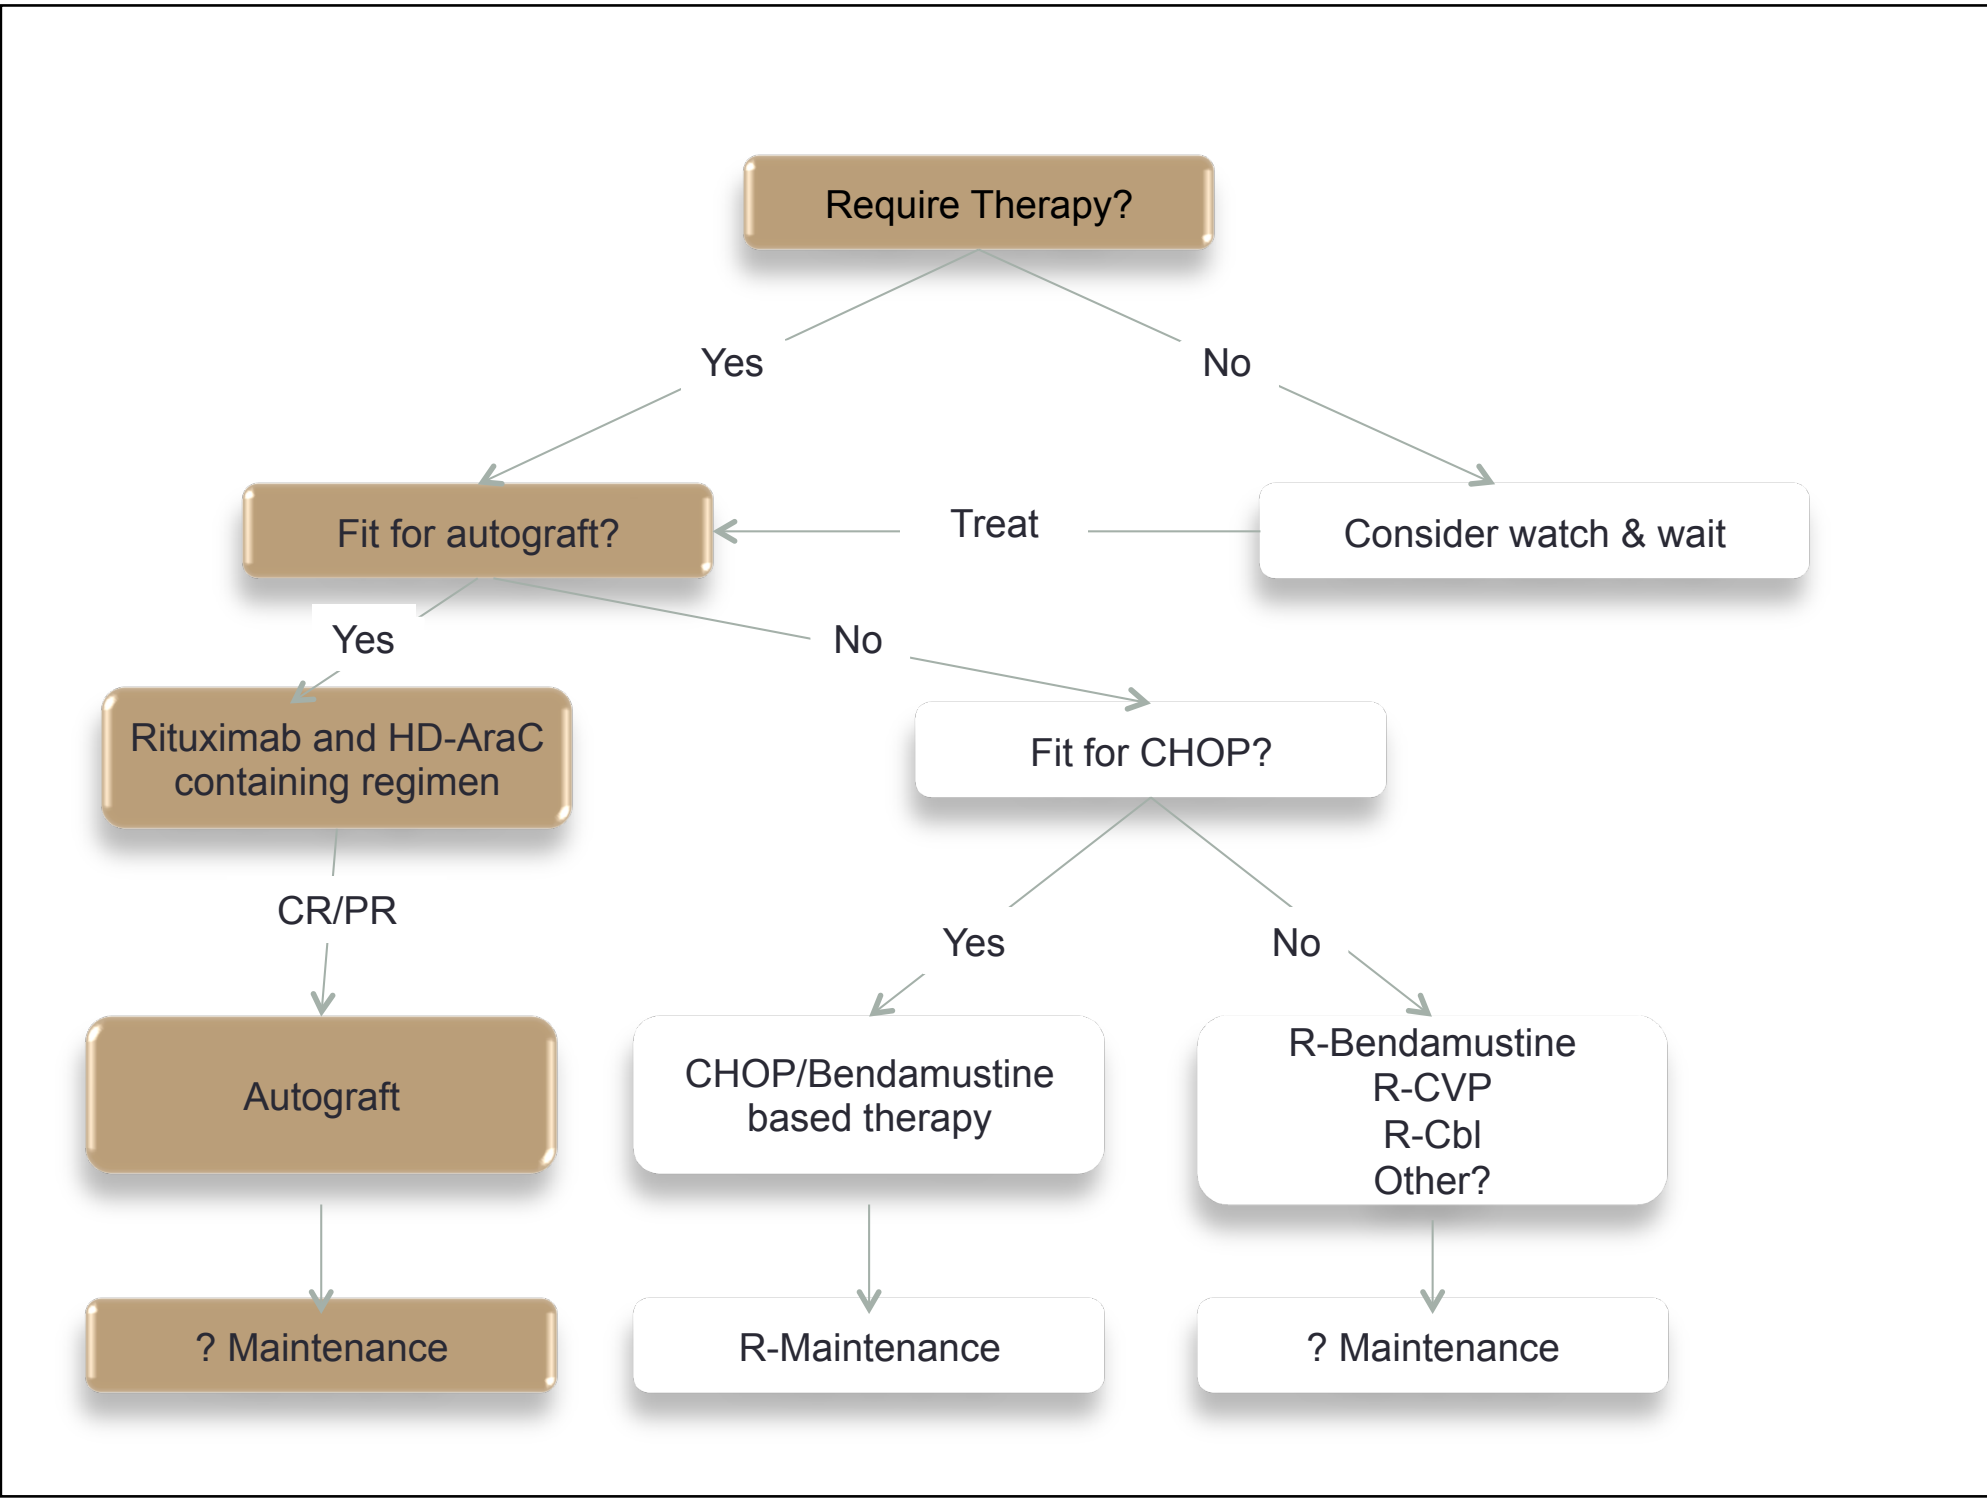 Require Therapy?
Yes
No
Fit for autograft?
Treat
Consider watch & wait
Yes
No
Rituximab and HD-AraC
containing regimen
Fit for CHOP?
CR/PR
Yes
No
Autograft
CHOP/Bendamustine
based therapy
R-Bendamustine
R-CVP
R-Cbl
Other?
? Maintenance
R-Maintenance
? Maintenance